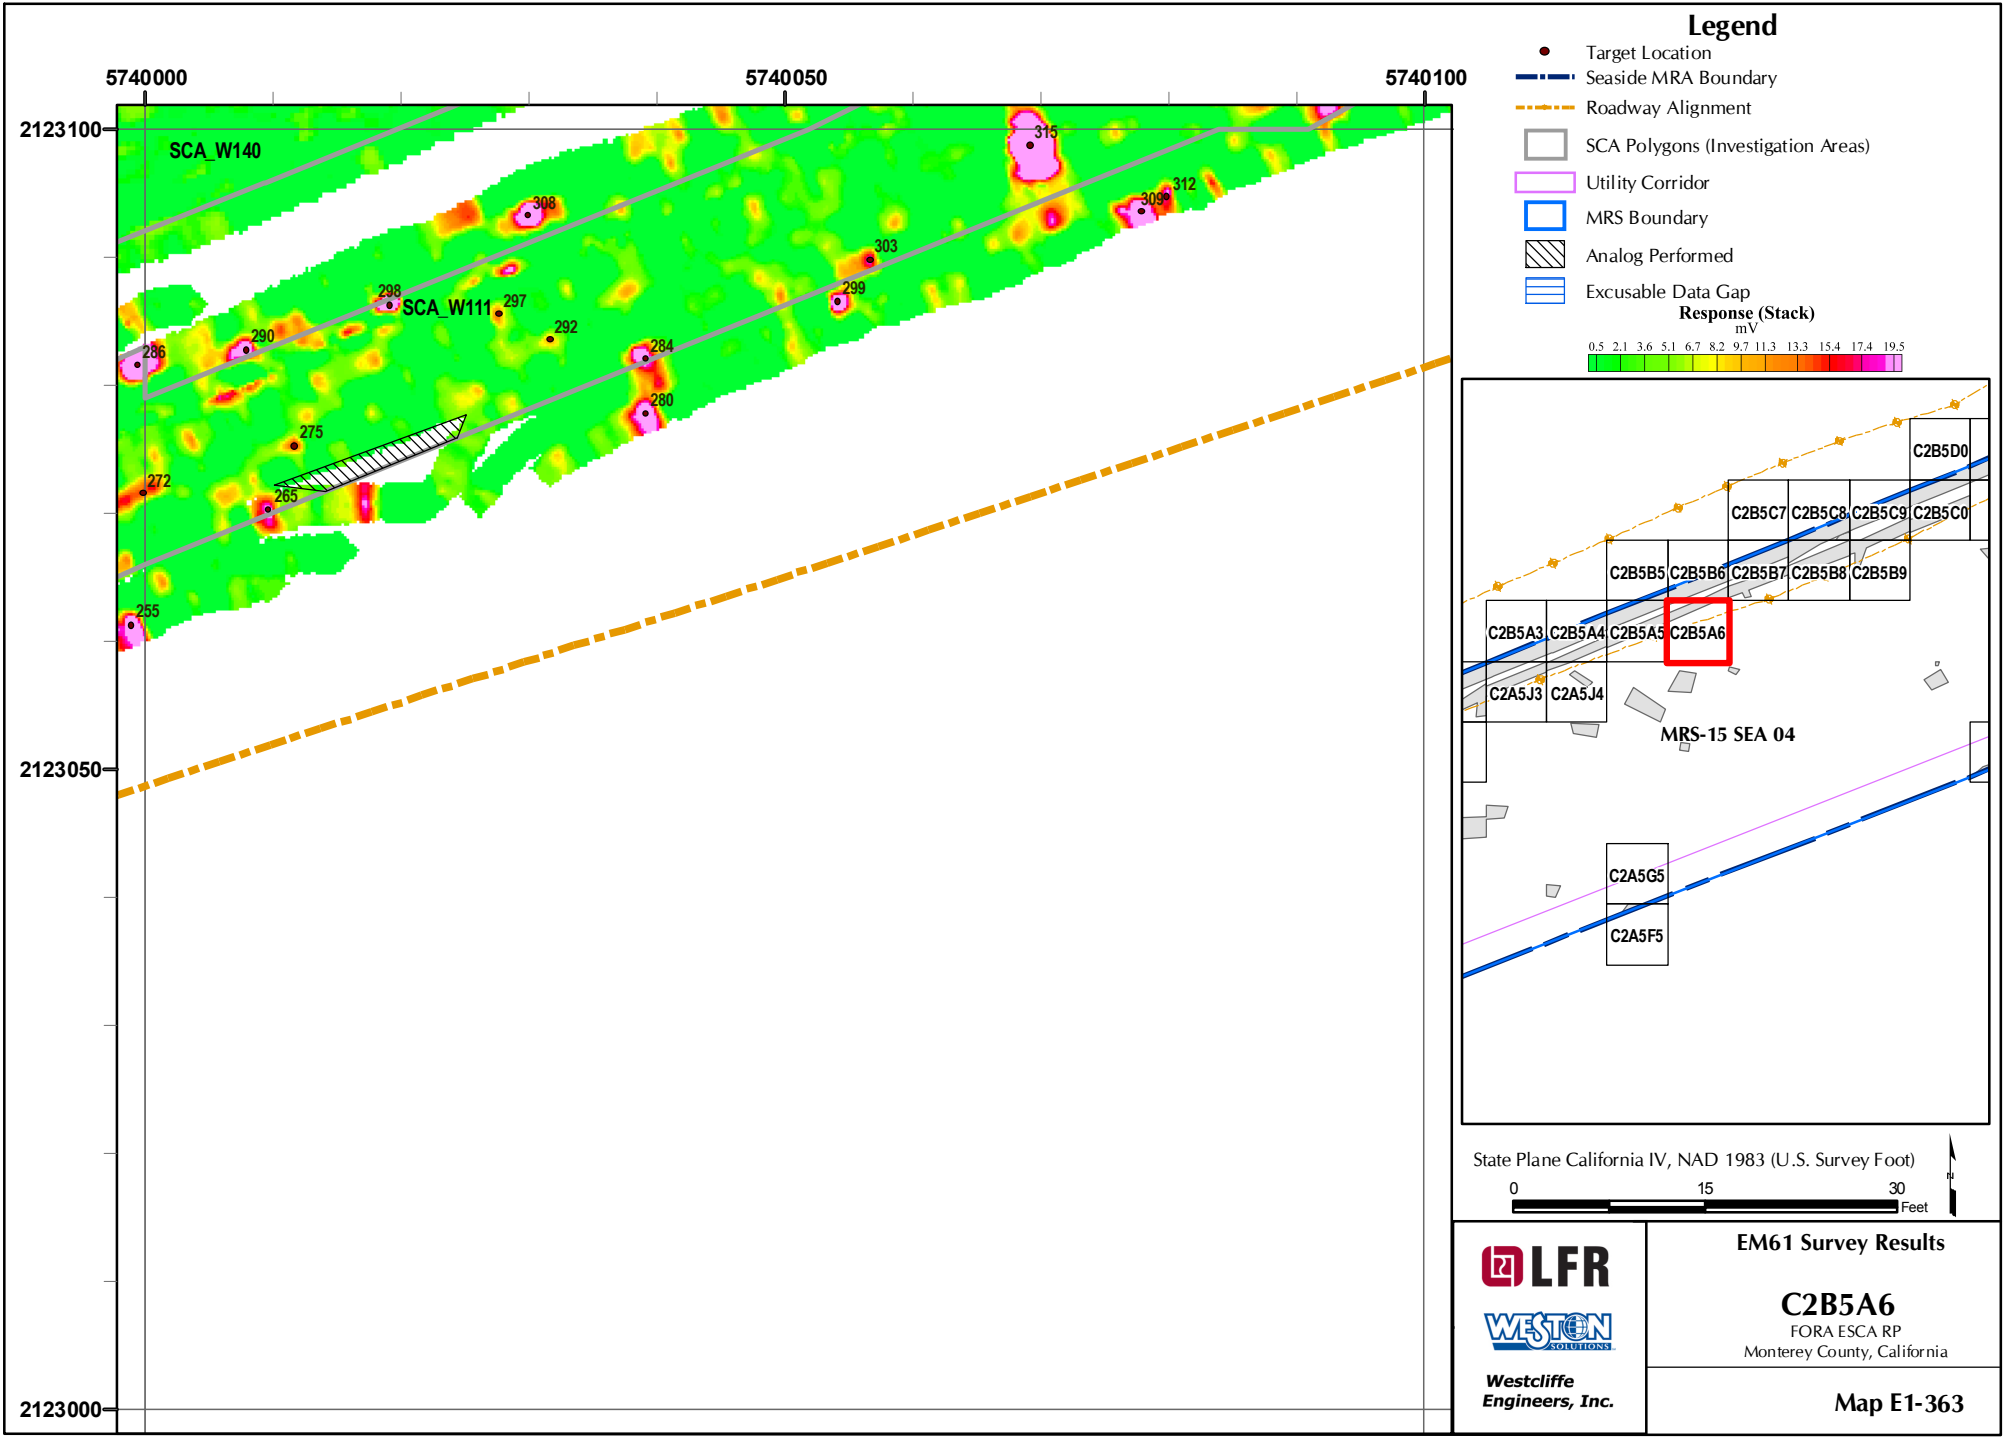 5740000
5740050
5740100
2123100
2123050
2123000
SCA_W140
SCA_W111
315
312
309
308
303
299
298
297
292
290
286
284
280
275
272
265
255
Legend
Target Location
Seaside MRA Boundary
Roadway Alignment
SCA Polygons (Investigation Areas)
Utility Corridor
MRS Boundary
Analog Performed
Excusable Data Gap
Response (Stack)
mV
0.5 2.1 3.6 5.1 6.7 8.2 9.7 11.3 13.3 15.4 17.4 19.5
C2B5D0
C2B5C7 C2B5C8 C2B5C9 C2B5C0
C2B5B5 C2B5B6 C2B5B7 C2B5B8 C2B5B9
C2B5A3 C2B5A4 C2B5A5 C2B5A6
C2A5J3 C2A5J4
MRS-15 SEA 04
C2A5G5
C2A5F5
State Plane California IV, NAD 1983 (U.S. Survey Foot)
0 15 30
Feet
N
LFR
WESTON
SOLUTIONS
Westcliffe
Engineers, Inc.
EM61 Survey Results
C2B5A6
FORA ESCA RP
Monterey County, California
Map E1-363